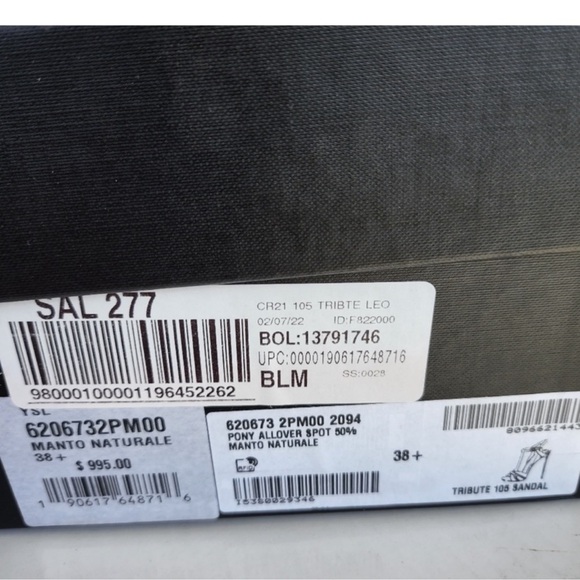 SAL 277
98000100001196452262
CR21 105 TRIBTE LEO
02/07/22 ID:F822000
BOL:13791746
UPC:0000190617648716
BLM SS:0028
YSL
6206732PM00
MANTO NATURALE
38+
$ 995.00
1 90617 64871 6
620673 2PM00 2094
PONY ALLOVER SPOT 50%
MANTO NATURALE
38+
8096621443
TRIBUTE 105 SANDAL